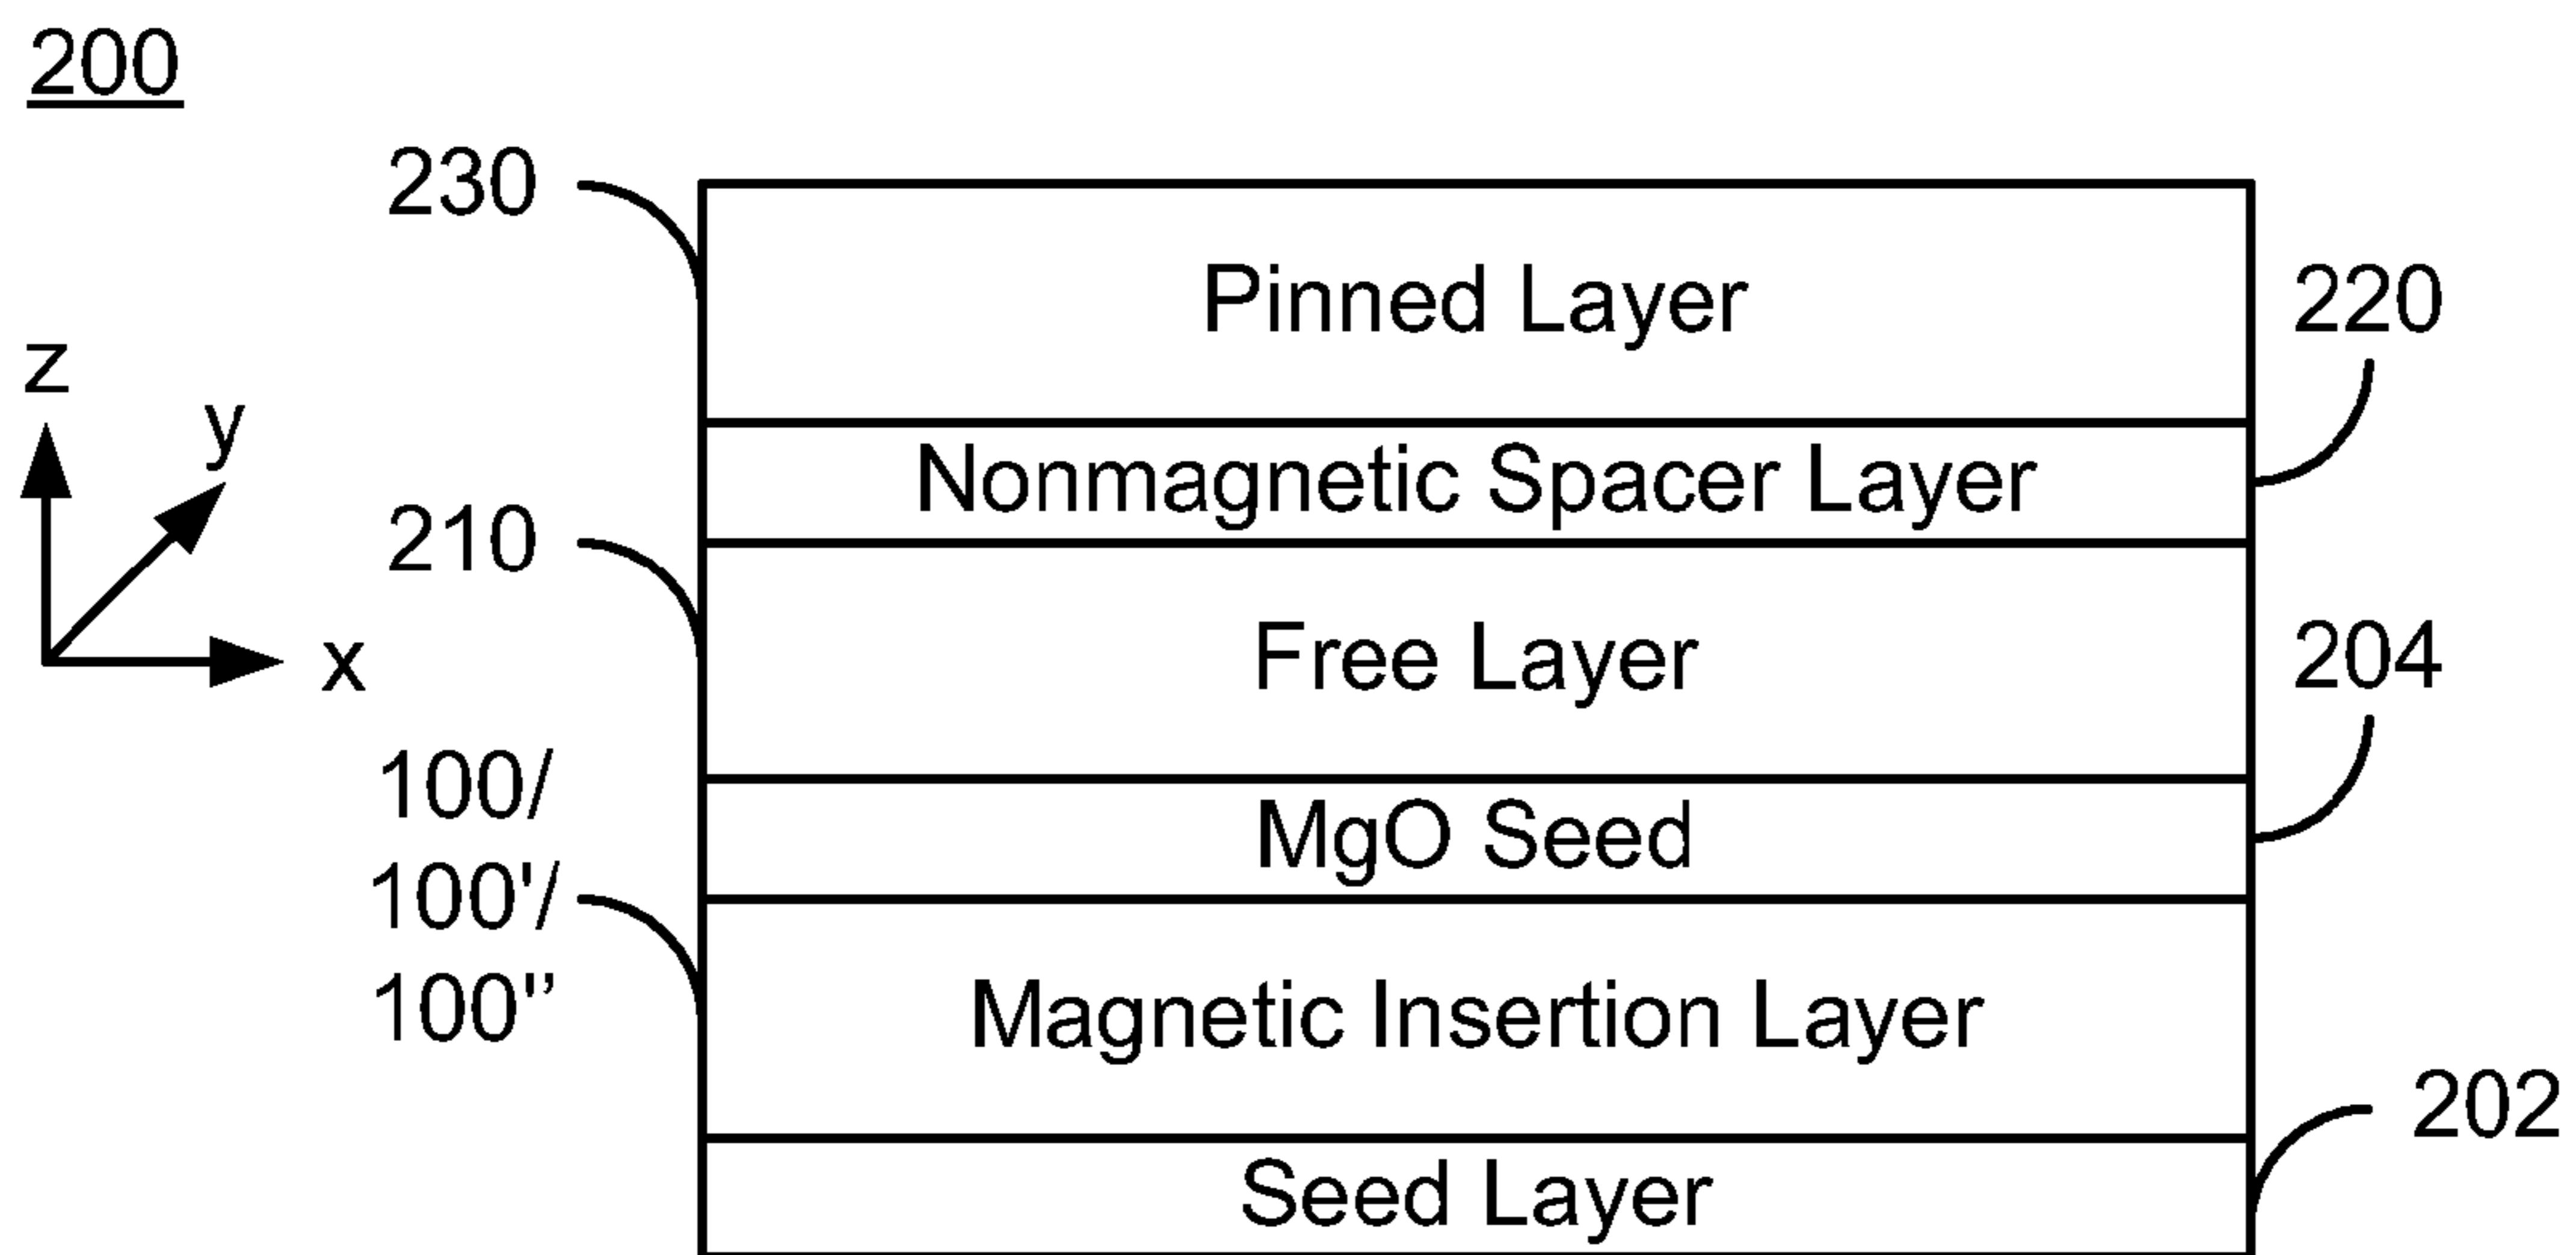 200
230
Pinned Layer
220
z
y
x
Nonmagnetic Spacer Layer
210
Free Layer
204
100/
100'/
100"
MgO Seed
Magnetic Insertion Layer
202
Seed Layer